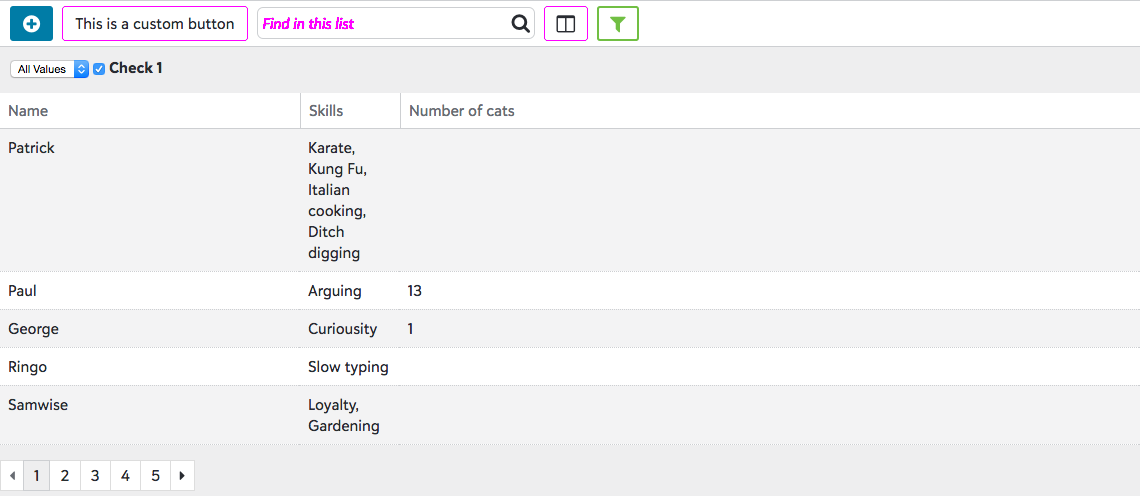 This is a custom button Find in this list
All Values Check 1
Name Skills Number of cats
Patrick Karate,
Kung Fu,
Italian
cooking,
Ditch
digging
Paul Arguing 13
George Curiousity 1
Ringo Slow typing
Samwise Loyalty,
Gardening
1 2 3 4 5